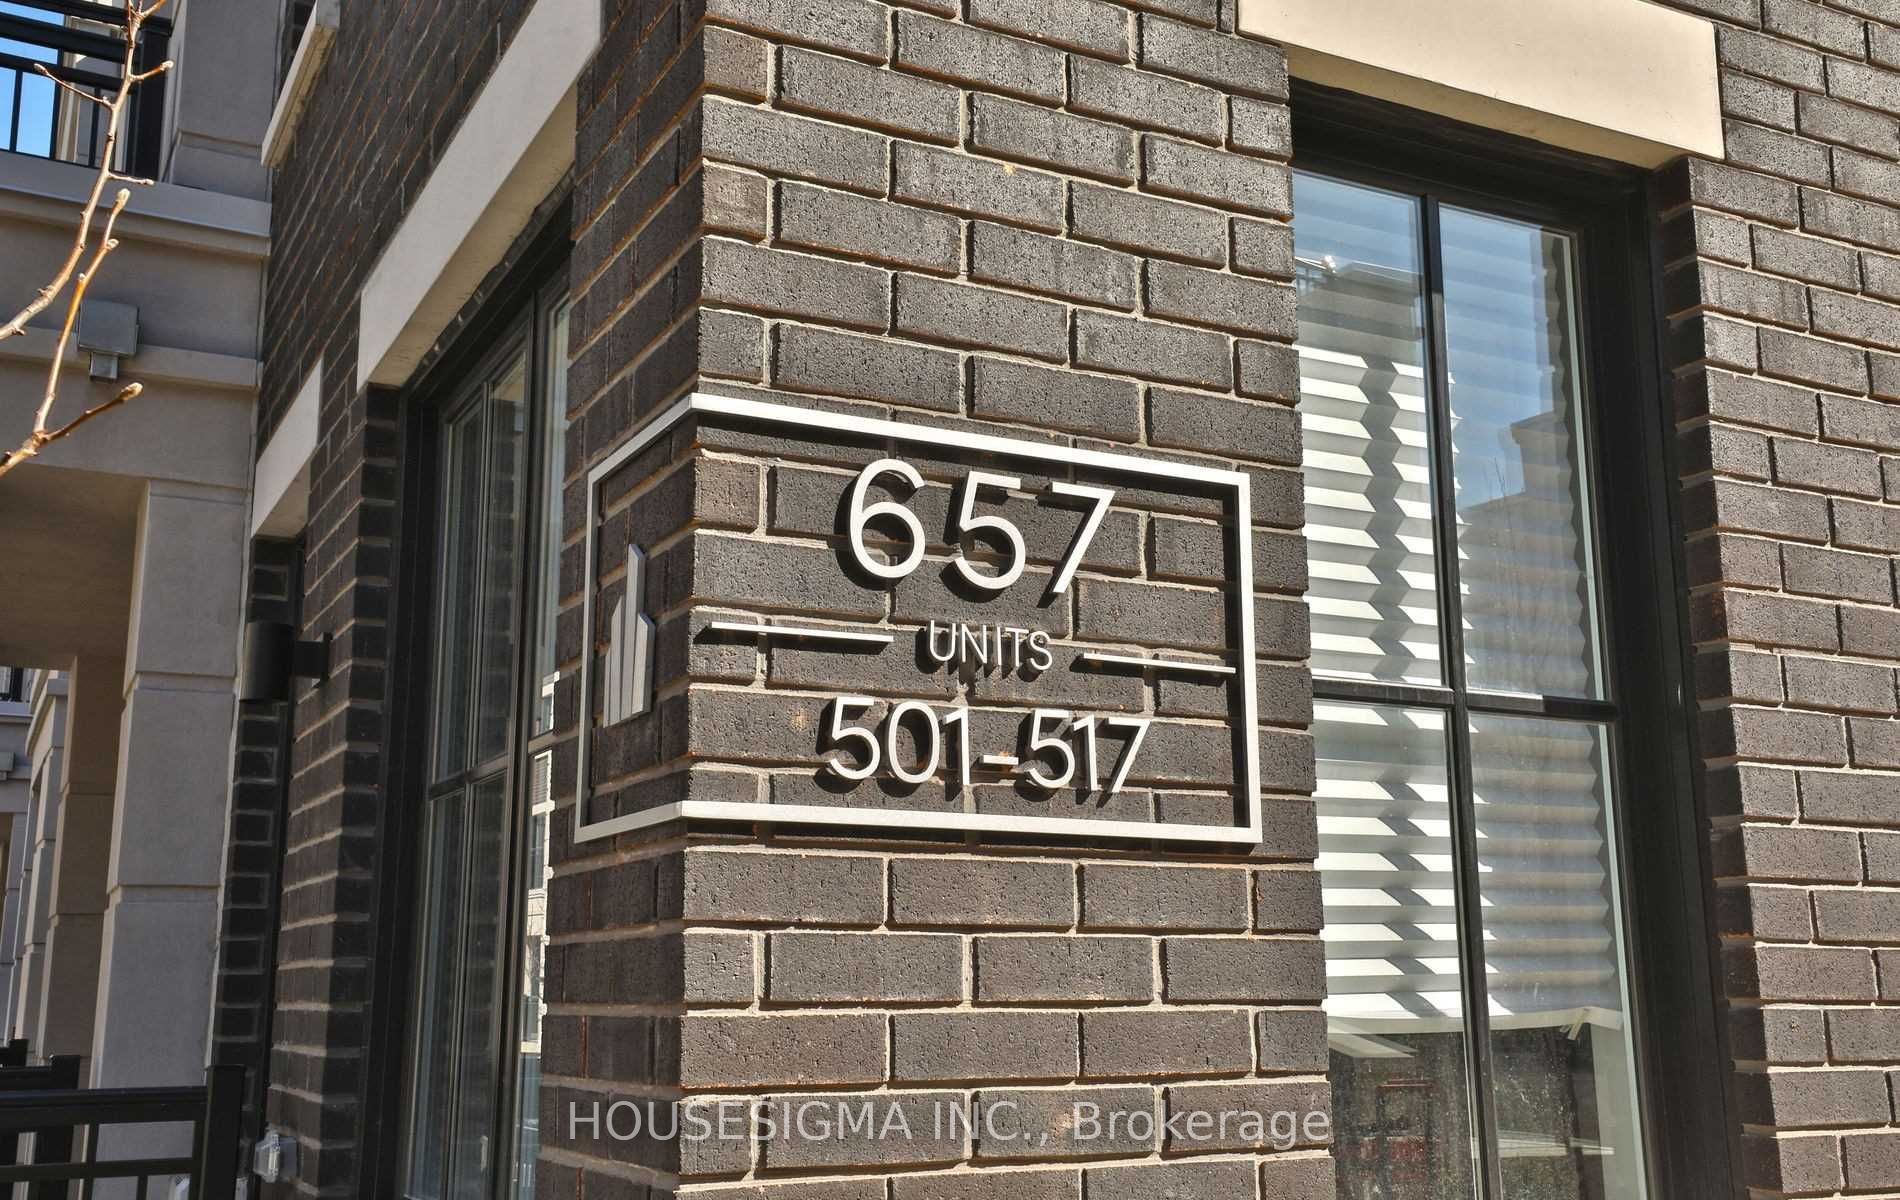 657
UNITS
501-517
HOUSESIGMA INC., Brokerage